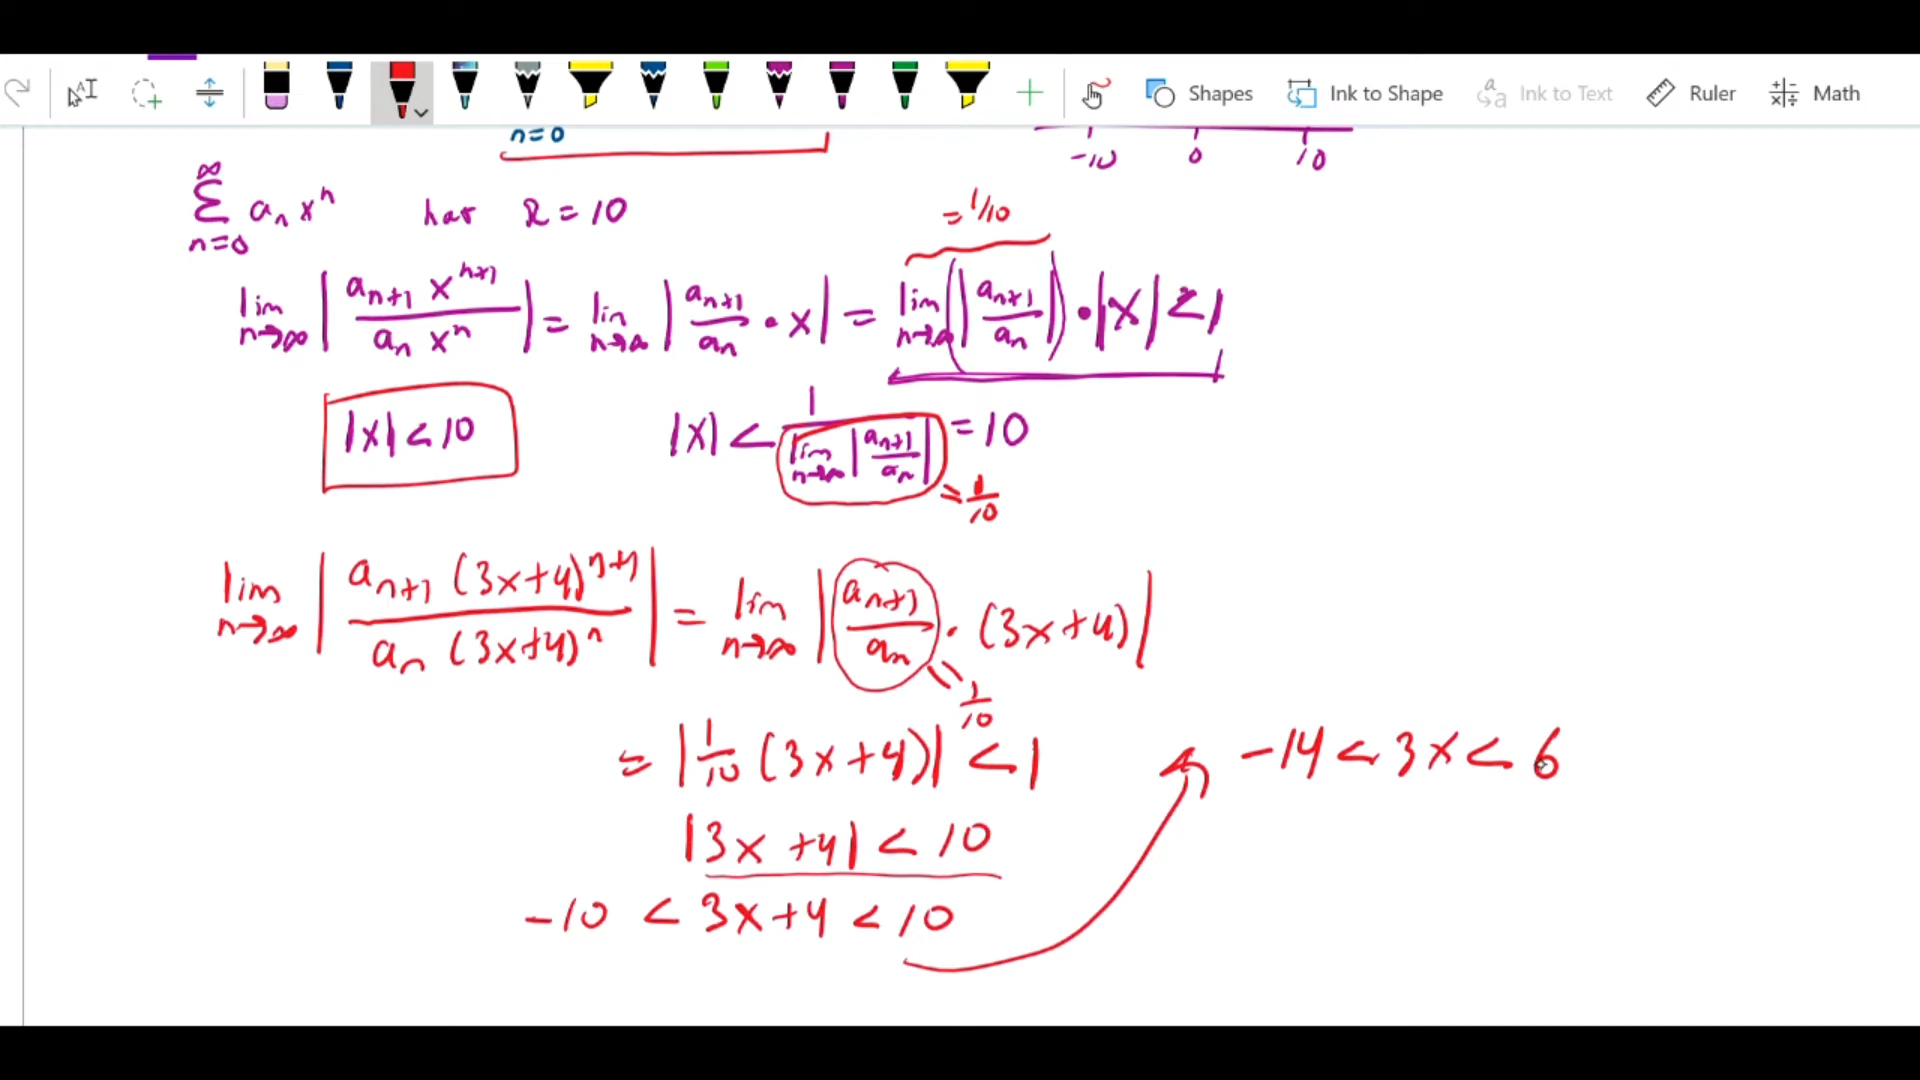 Shapes Ink to Shape Ink to Text Ruler Math
n=0
-10 0 10
∞
Σ aₙ xⁿ has R = 10
n=0
= 1/10
lim n→∞ | aₙ₊₁ xⁿ⁺¹ / aₙ xⁿ | = lim n→∞ | aₙ₊₁ / aₙ • x | = lim n→∞ ( | aₙ₊₁ / aₙ | ) • |x| < 1
|x| < 10
|x| < 1 / lim n→∞ | aₙ₊₁ / aₙ | = 10
= 1/10
lim n→∞ | aₙ₊₁ (3x+4)ⁿ⁺¹ / aₙ (3x+4)ⁿ | = lim n→∞ | aₙ₊₁ / aₙ • (3x+4) |
= 1/10
= | 1/10 (3x+4) | < 1
|3x +4| < 10
-10 < 3x+4 < 10
-14 < 3x < 6